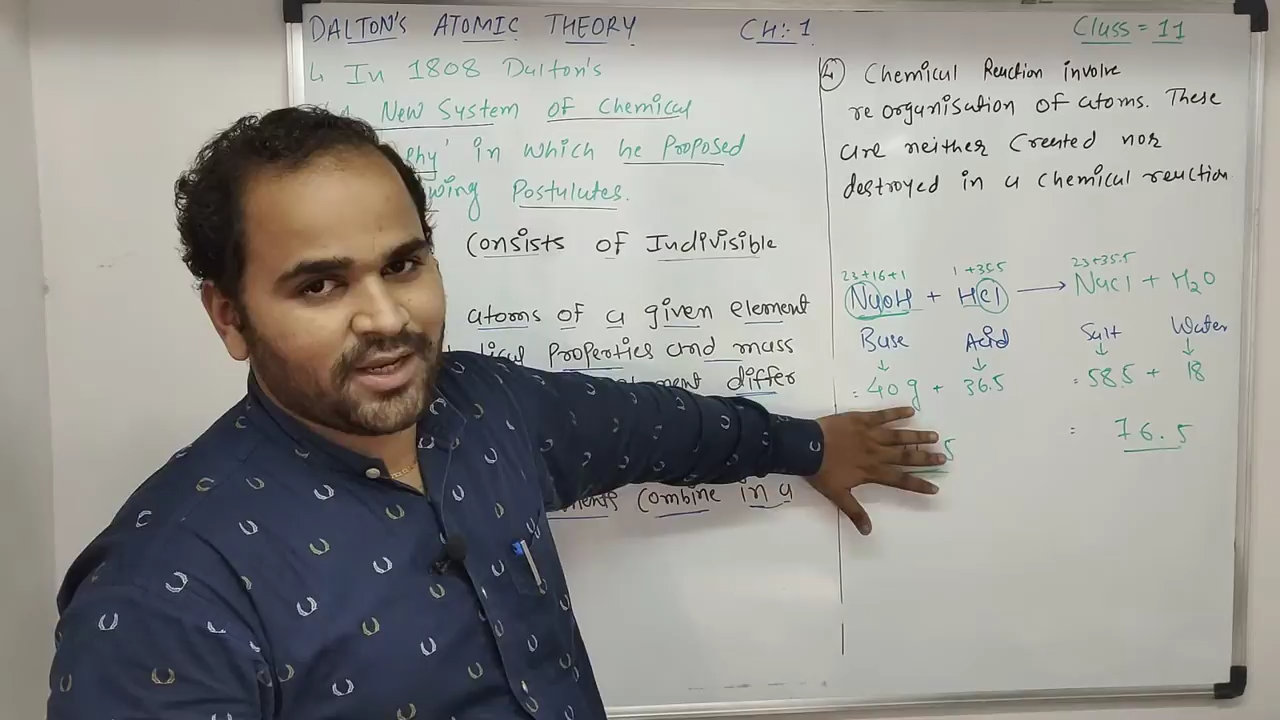 DALTON'S ATOMIC THEORY CH:- 1 Class = 11
↳ In 1808 Dalton's
New System of Chemical
phy' in which he Proposed
wing Postulates.
Consists of Indivisible
atoms of a given element
Properties and mass
differ
Combine in a
④ Chemical Reaction involve
re organisation of atoms. These
are neither Created nor
destroyed in a chemical reaction
23+16+1 1 +35.5 23+35.5
NaOH + HCl ⟶ NaCl + H₂O
Base Acid Salt Water
↓ ↓ ↓ ↓
= 40g + 36.5 = 58.5 + 18
5 = 76.5